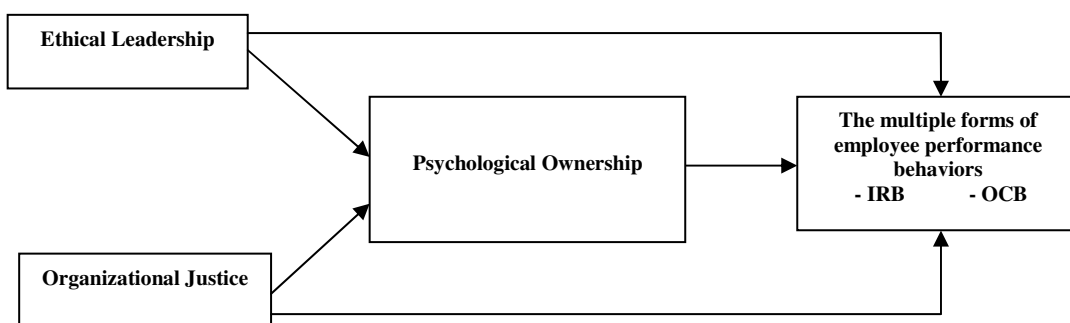 Ethical Leadership
The multiple forms of
employee performance
behaviors
- IRB - OCB
Psychological Ownership
Organizational Justice